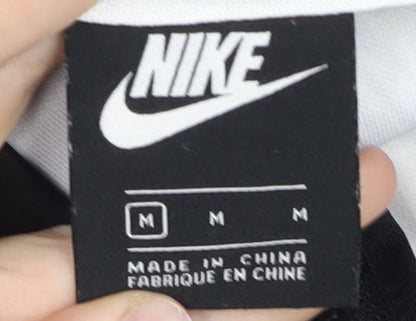 NIKE
M M M
MADE IN CHINA
FABRIQUE EN CHINE